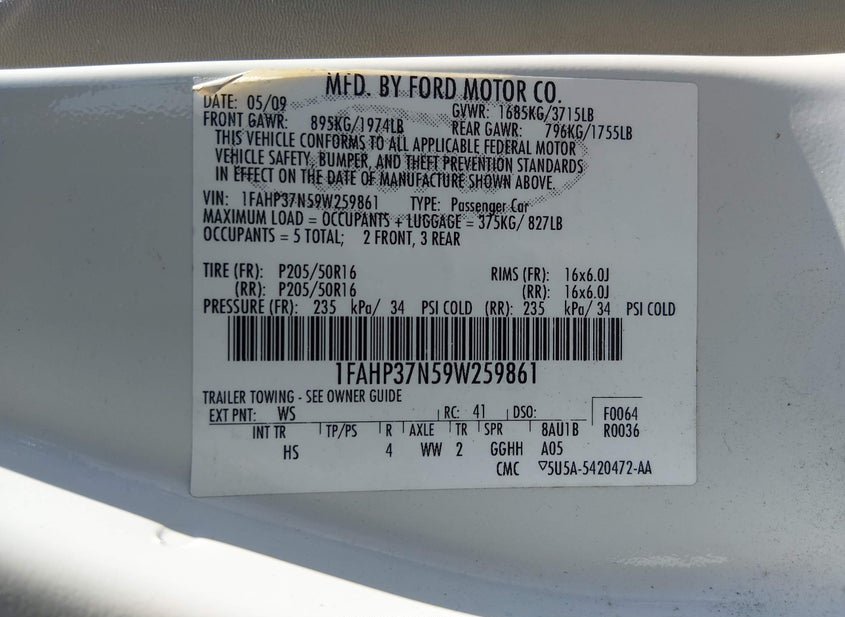 MFD. BY FORD MOTOR CO.
DATE: 05/09 GVWR: 1685KG/3715LB
FRONT GAWR: 895KG/1974LB REAR GAWR: 796KG/1755LB
THIS VEHICLE CONFORMS TO ALL APPLICABLE FEDERAL MOTOR
VEHICLE SAFETY, BUMPER, AND THEFT PREVENTION STANDARDS
IN EFFECT ON THE DATE OF MANUFACTURE SHOWN ABOVE.
VIN: 1FAHP37N59W259861 TYPE: Passenger Car
MAXIMUM LOAD = OCCUPANTS + LUGGAGE = 375KG/ 827LB
OCCUPANTS = 5 TOTAL; 2 FRONT, 3 REAR
TIRE (FR): P205/50R16 RIMS (FR): 16x6.0J
(RR): P205/50R16 (RR): 16x6.0J
PRESSURE (FR): 235 kPa/ 34 PSI COLD (RR): 235 kPa/ 34 PSI COLD
1FAHP37N59W259861
TRAILER TOWING - SEE OWNER GUIDE
EXT PNT: WS RC: 41 DSO: F0064
INT TR TP/PS R AXLE TR SPR 8AU1B R0036
HS 4 WW 2 GGHH A05
CMC ▽5U5A-5420472-AA